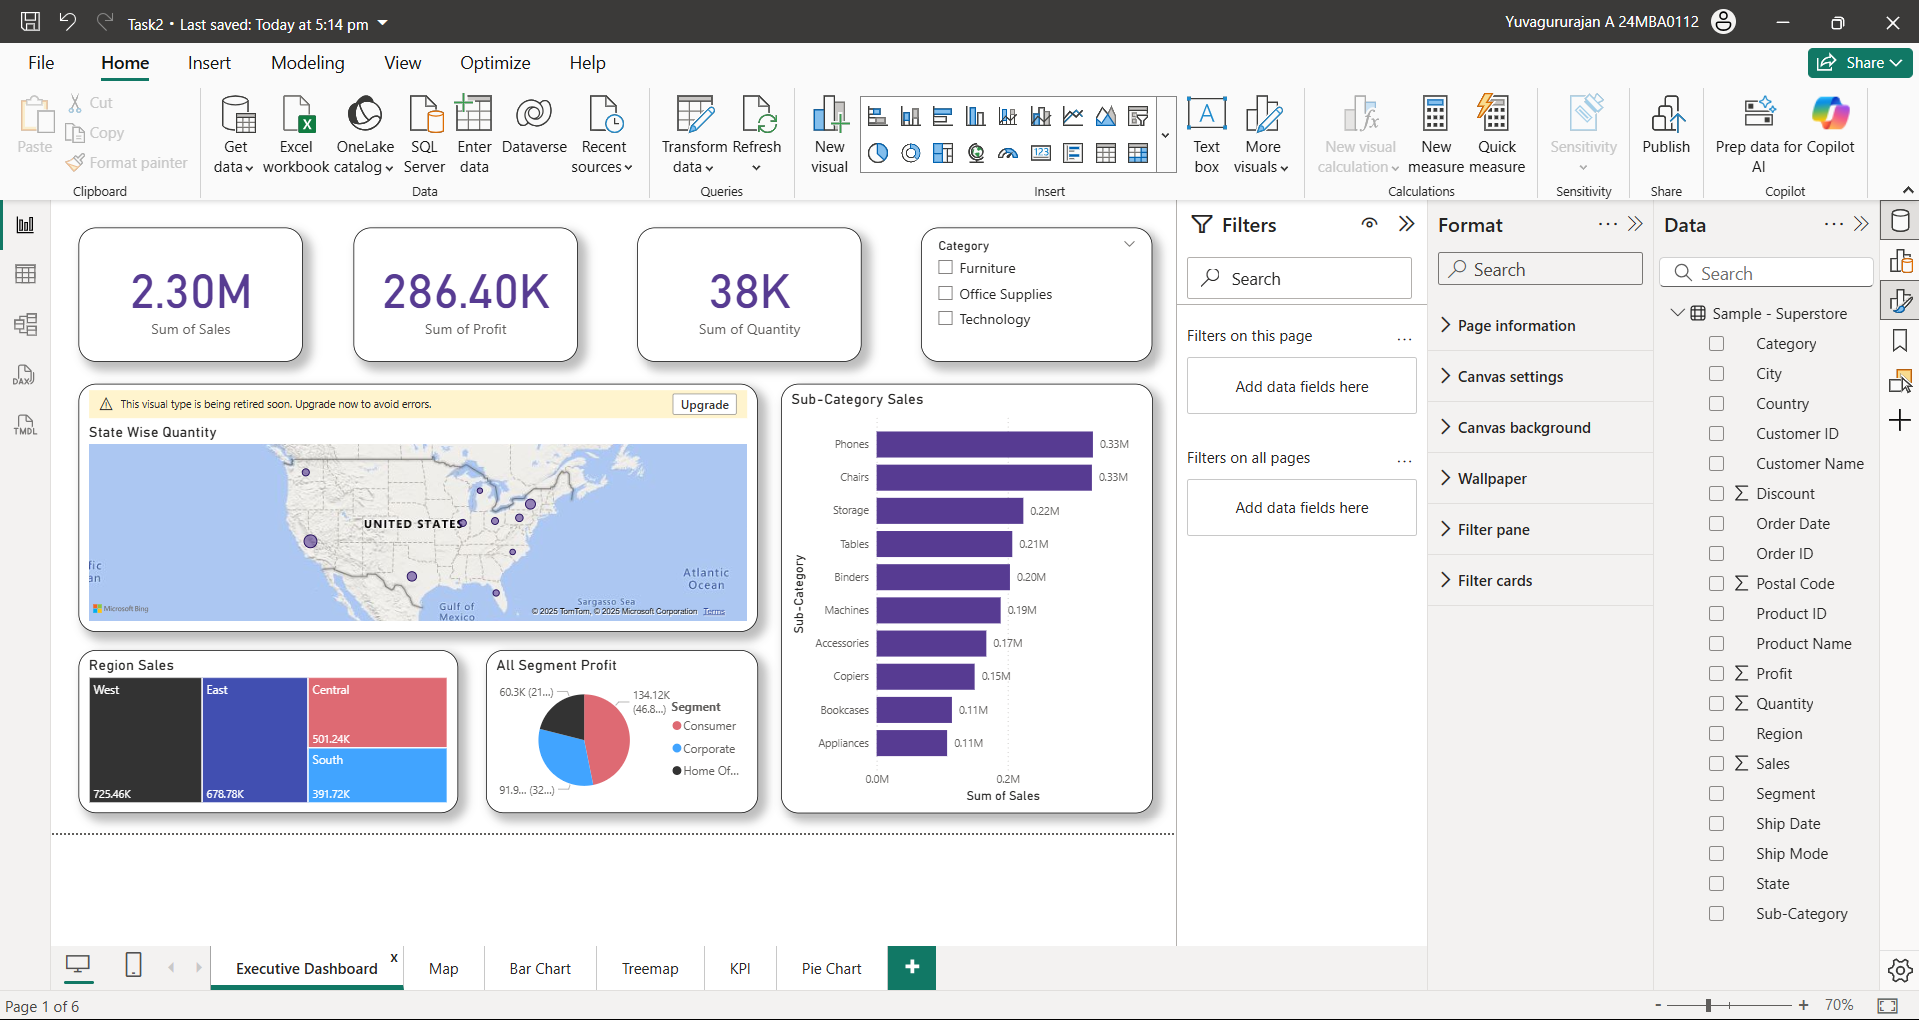 Task2 • Last saved: Today at 5:14 pm
Yuvagururajan A 24MBA0112
File Home Insert Modeling View Optimize Help
Share
Paste
Cut
Copy
Format painter
Clipboard
Get data
Excel workbook
OneLake catalog
SQL Server
Enter data
Dataverse
Recent sources
Data
Transform data
Refresh
Queries
New visual
123
Insert
A
Text box
More visuals
New visual calculation
New measure
Quick measure
Calculations
Sensitivity
Sensitivity
Publish
Share
Prep data for AI
Copilot
Copilot
DAX
TMDL
2.30M
Sum of Sales
286.40K
Sum of Profit
38K
Sum of Quantity
Category
Furniture
Office Supplies
Technology
This visual type is being retired soon. Upgrade now to avoid errors.
Upgrade
State Wise Quantity
UNITED STATES
fic
an
Atlantic
Ocean
Gulf of
Mexico
Sargasso Sea
Microsoft Bing
© 2025 TomTom, © 2025 Microsoft Corporation Terms
Sub-Category Sales
Sub-Category
Phones 0.33M
Chairs 0.33M
Storage 0.22M
Tables 0.21M
Binders 0.20M
Machines 0.19M
Accessories 0.17M
Copiers 0.15M
Bookcases 0.11M
Appliances 0.11M
0.0M 0.2M
Sum of Sales
Region Sales
West
725.46K
East
678.78K
Central
501.24K
South
391.72K
All Segment Profit
60.3K (21...)
134.12K
(46.8...)
91.9... (32...)
Segment
Consumer
Corporate
Home Of...
Filters
Search
Filters on this page
...
Add data fields here
Filters on all pages
...
Add data fields here
Format
...
Search
Page information
Canvas settings
Canvas background
Wallpaper
Filter pane
Filter cards
Data
...
Search
Sample - Superstore
Category
City
Country
Customer ID
Customer Name
∑ Discount
Order Date
Order ID
∑ Postal Code
Product ID
Product Name
∑ Profit
∑ Quantity
Region
∑ Sales
Segment
Ship Date
Ship Mode
State
Sub-Category
Executive Dashboard x
Map
Bar Chart
Treemap
KPI
Pie Chart
+
Page 1 of 6
- + 70%